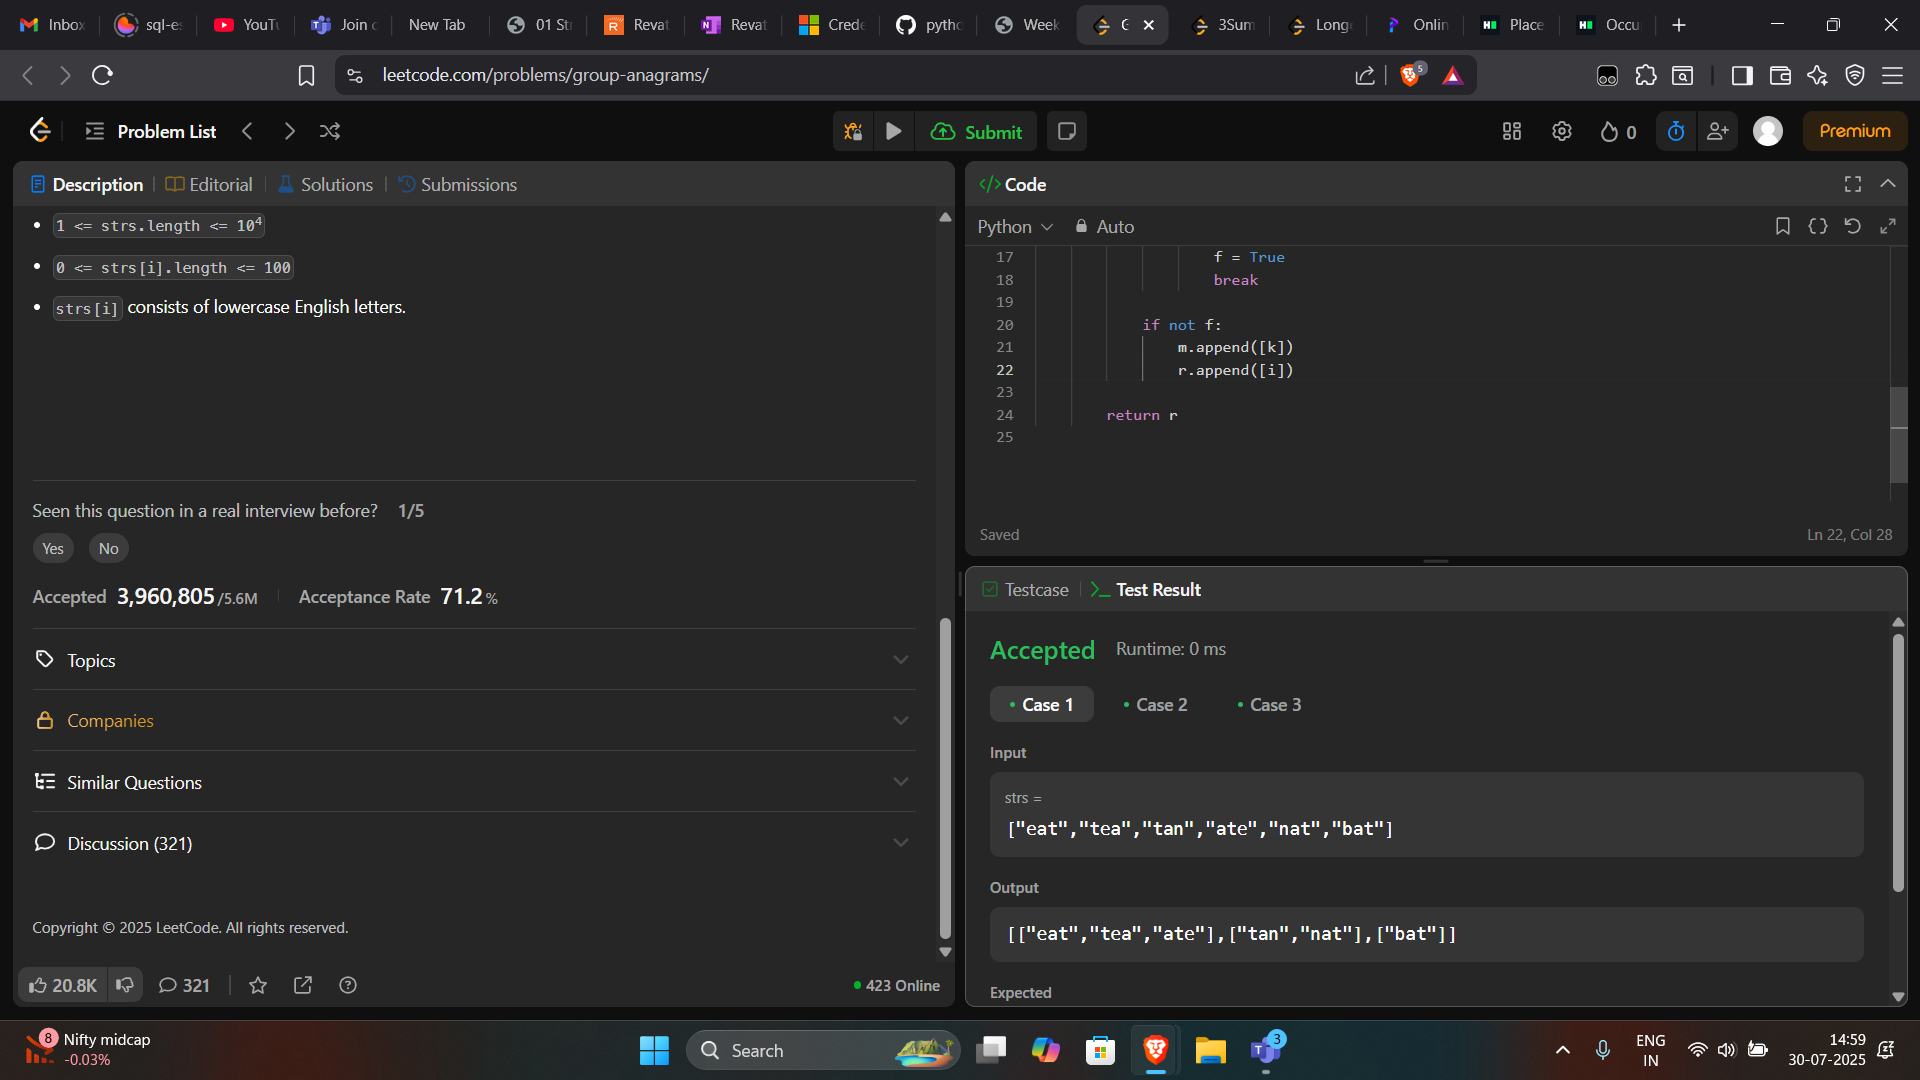 Inbox
sql-es
YouTu
Join c
New Tab
01 St
Revat
Revat
Crede
pytho
Week
G
3Sum
Longe
Onlin
Place
Occu
leetcode.com/problems/group-anagrams/
5
Problem List
Submit
0
Premium
Description
Editorial
Solutions
Submissions
1 <= strs.length <= 10⁴
0 <= strs[i].length <= 100
strs[i] consists of lowercase English letters.
Seen this question in a real interview before? 1/5
Yes
No
Accepted 3,960,805/5.6M
Acceptance Rate 71.2%
Topics
Companies
Similar Questions
Discussion (321)
Copyright © 2025 LeetCode. All rights reserved.
20.8K
321
423 Online
</> Code
Python
Auto
17 f = True
18 break
19
20 if not f:
21 m.append([k])
22 r.append([i])
23
24 return r
25
Saved
Ln 22, Col 28
Testcase
Test Result
Accepted Runtime: 0 ms
Case 1
Case 2
Case 3
Input
strs =
["eat","tea","tan","ate","nat","bat"]
Output
[["eat","tea","ate"],["tan","nat"],["bat"]]
Expected
8
Nifty midcap
-0.03%
Search
3
ENG
IN
14:59
30-07-2025